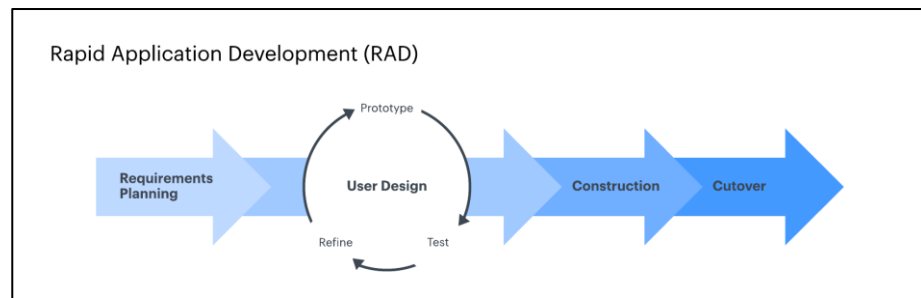 Rapid Application Development (RAD)
Prototype
Requirements
Planning
User Design
Construction
Cutover
Refine
Test